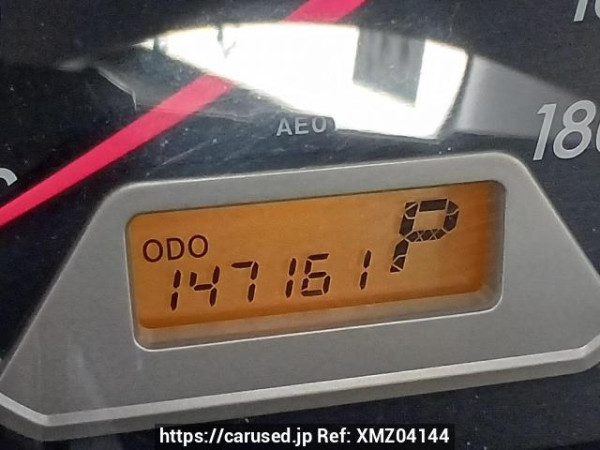 AEO
180
ODO
147161 P
https://carused.jp Ref: XMZ04144